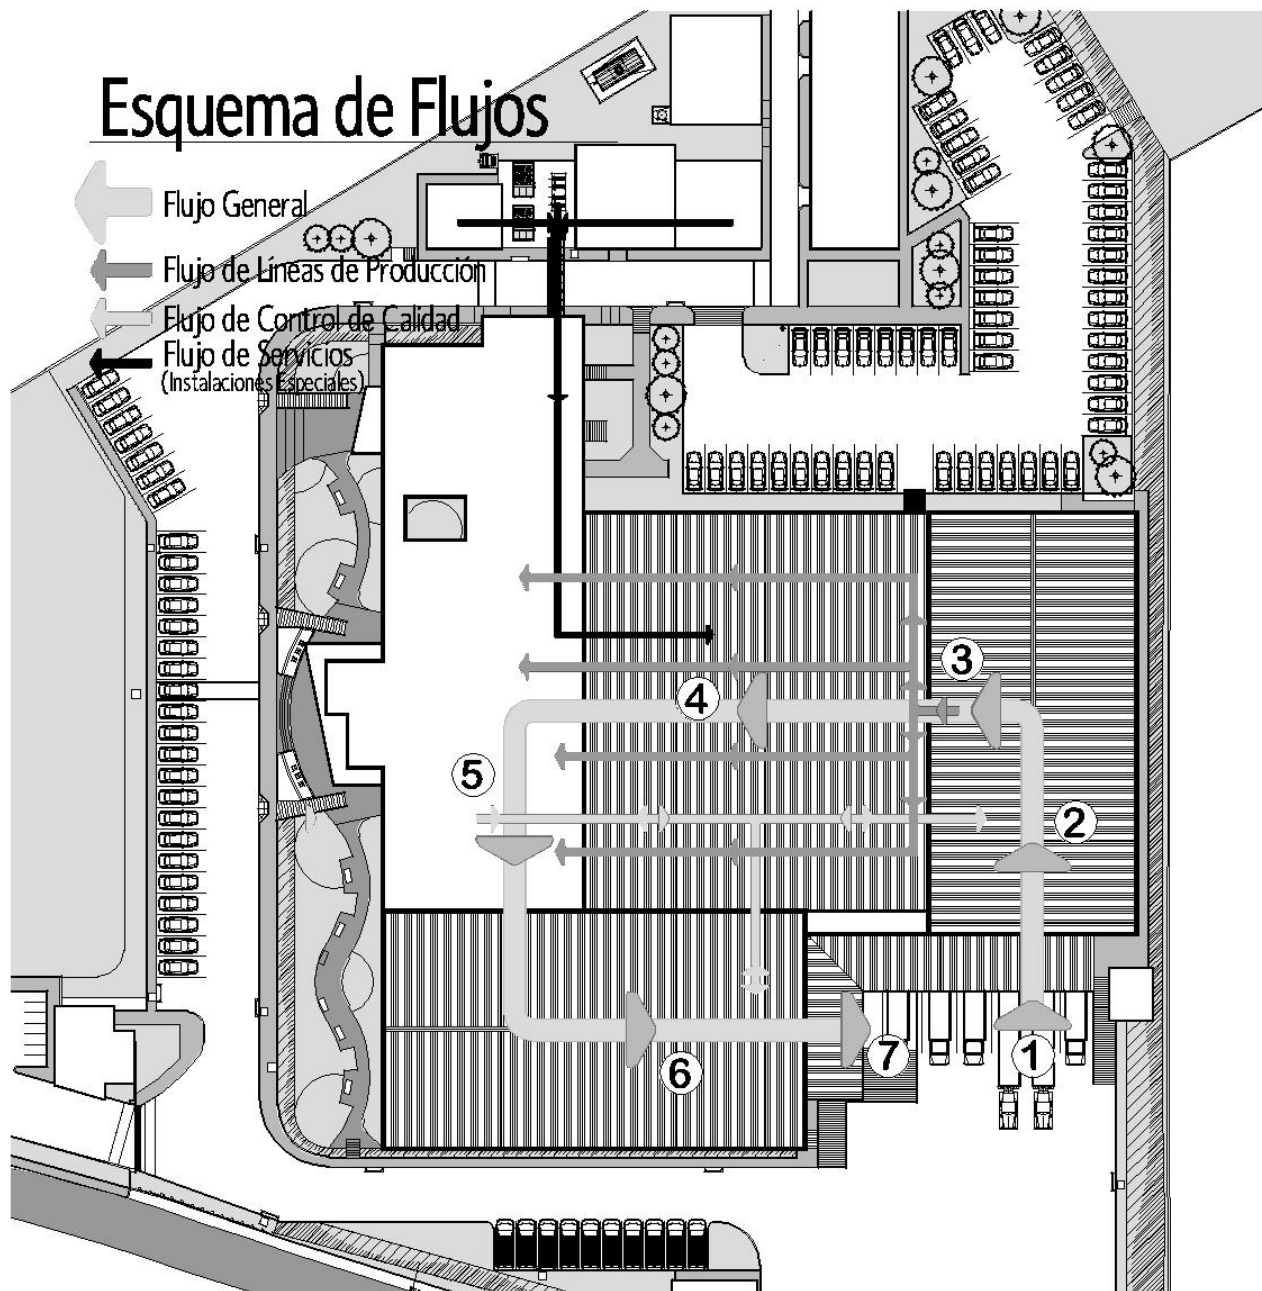 Esquema de Flujos
Flujo General
Flujo de Líneas de Producción
Flujo de Control de Calidad
Flujo de Servicios
(Instalaciones Especiales)
3
4
5
2
1
7
6